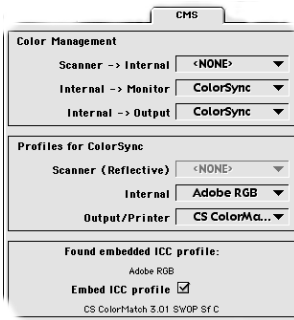 CMS
Color Management
Scanner -> Internal <NONE>
Internal -> Monitor ColorSync
Internal -> Output ColorSync
Profiles for ColorSync
Scanner (Reflective) <NONE>
Internal Adobe RGB
Output/Printer CS ColorMa...
Found embedded ICC profile:
Adobe RGB
Embed ICC profile
CS ColorMatch 3.01 SWOP Sf C